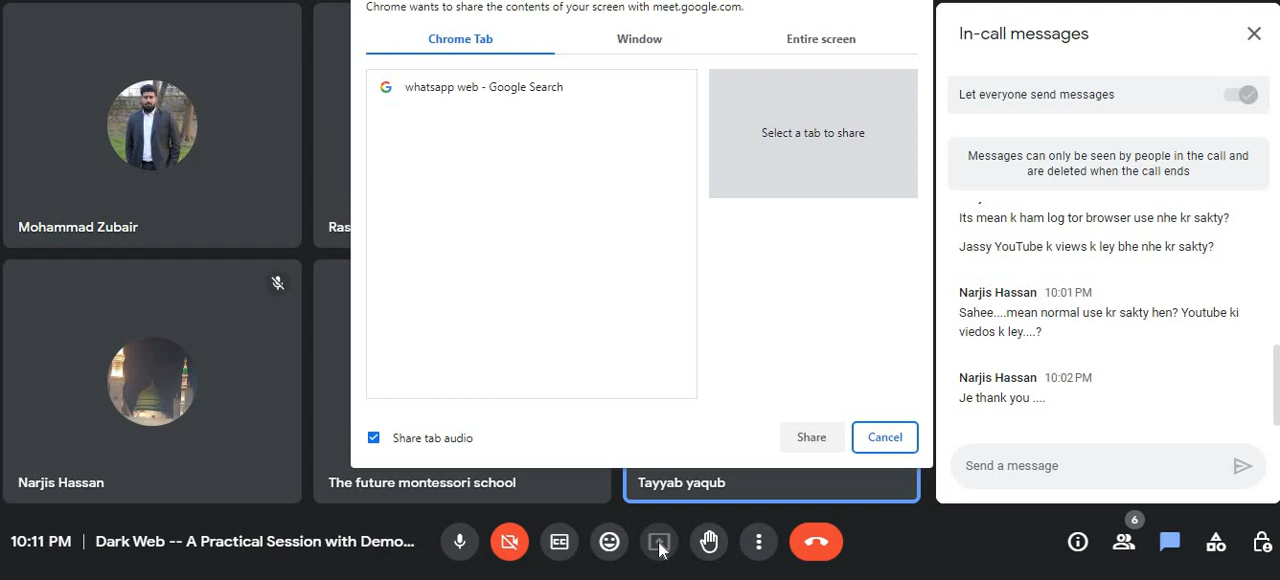 Chrome wants to share the contents of your screen with meet.google.com.
Chrome Tab
Window
Entire screen
whatsapp web - Google Search
Select a tab to share
Share tab audio
Share
Cancel
Mohammad Zubair
Ras
Narjis Hassan
The future montessori school
Tayyab yaqub
In-call messages
Let everyone send messages
Messages can only be seen by people in the call and
are deleted when the call ends
Its mean k ham log tor browser use nhe kr sakty?
Jassy YouTube k views k ley bhe nhe kr sakty?
Narjis Hassan 10:01 PM
Sahee....mean normal use kr sakty hen? Youtube ki
viedos k ley....?
Narjis Hassan 10:02 PM
Je thank you ....
Send a message
10:11 PM | Dark Web -- A Practical Session with Demo...
6